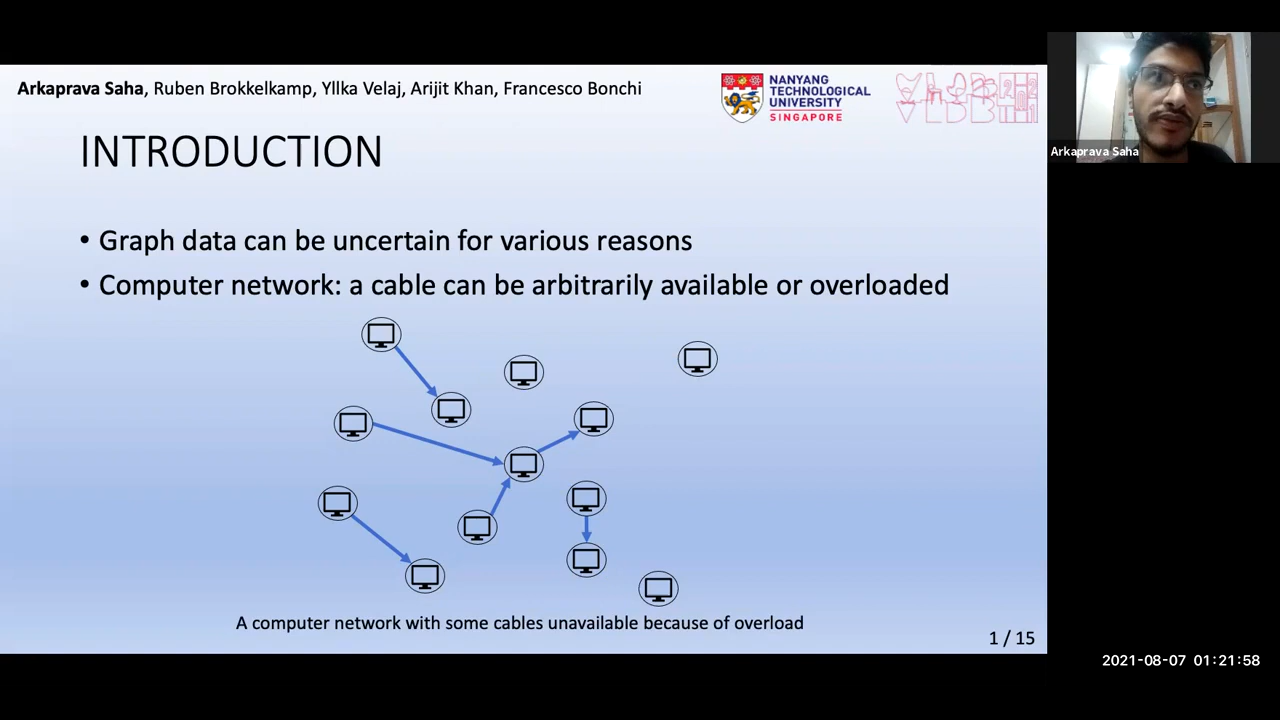 Arkaprava Saha, Ruben Brokkelkamp, Yllka Velaj, Arijit Khan, Francesco Bonchi
NANYANG
TECHNOLOGICAL
UNIVERSITY
SINGAPORE
INTRODUCTION
Arkaprava Saha
• Graph data can be uncertain for various reasons
• Computer network: a cable can be arbitrarily available or overloaded
A computer network with some cables unavailable because of overload
1 / 15
2021-08-07 01:21:58